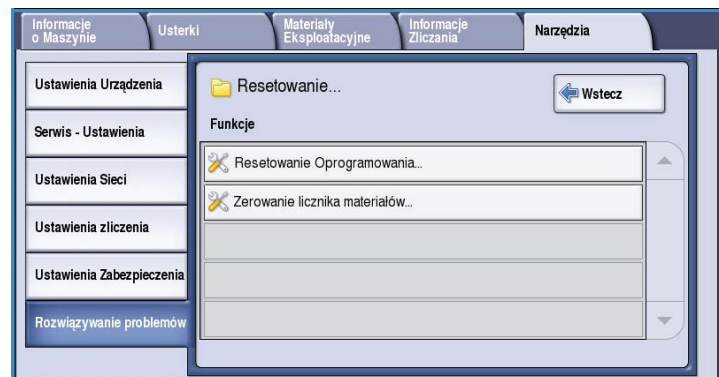 Informacje
o Maszynie
Usterki
Materiały
Eksploatacyjne
Informacje
Zliczania
Narzędzia
Ustawienia Urządzenia
Serwis - Ustawienia
Ustawienia Sieci
Ustawienia zliczenia
Ustawienia Zabezpieczenia
Rozwiązywanie problemów
Resetowanie...
Wstecz
Funkcje
Resetowanie Oprogramowania...
Zerowanie licznika materiałów...